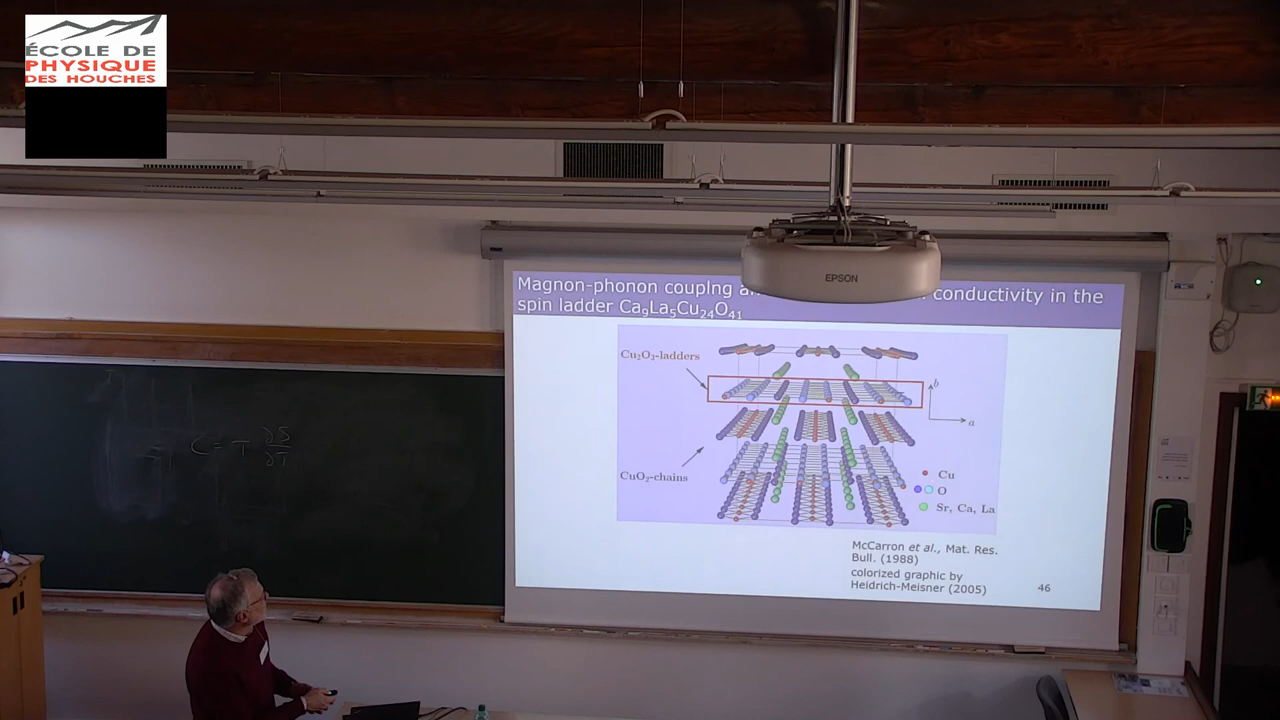 ÉCOLE DE
PHYSIQUE
DES HOUCHES
EPSON
Magnon-phonon couplng a conductivity in the
spin ladder Ca₉La₅Cu₂₄O₄₁
Cu₂O₃-ladders
b
a
CuO₂-chains
Cu
O
Sr, Ca, La
McCarron et al., Mat. Res.
Bull. (1988)
colorized graphic by
Heidrich-Meisner (2005)
46
C = T ∂S/∂T